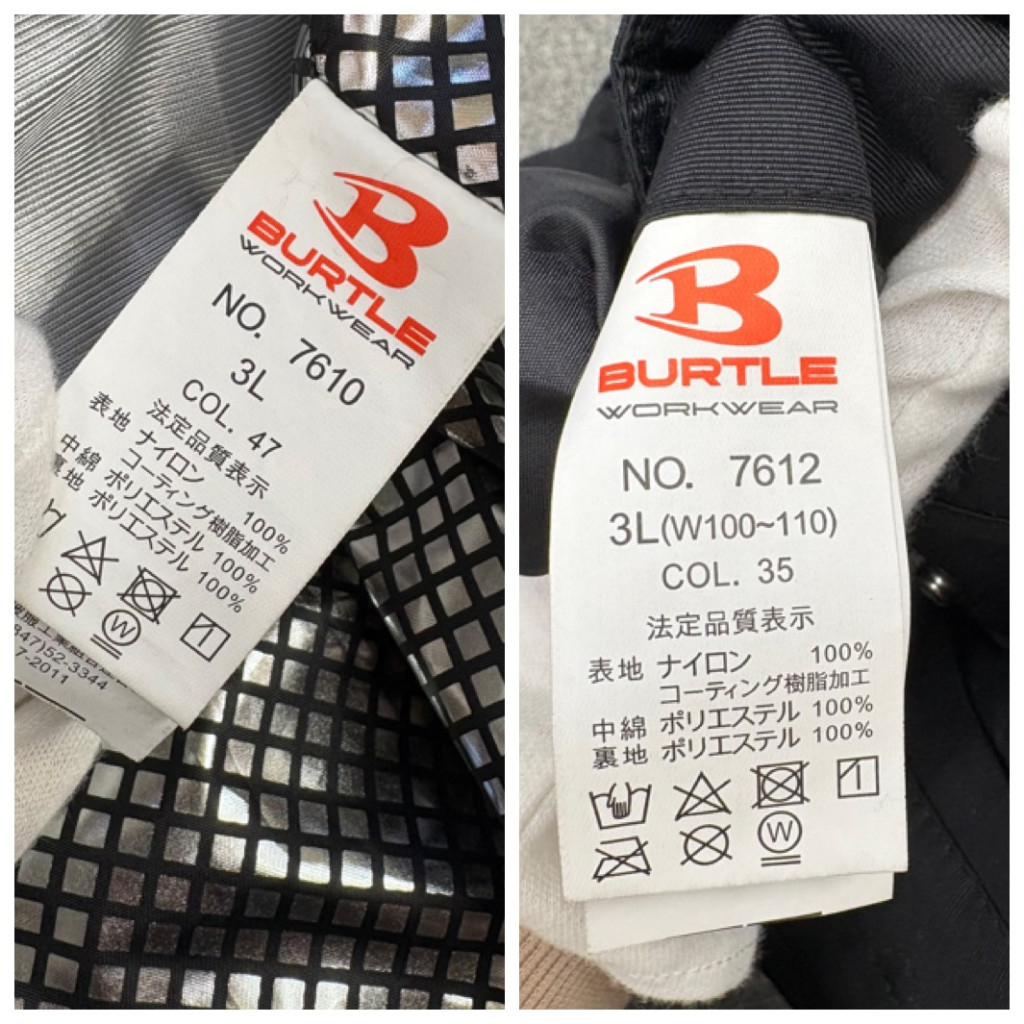 B
BURTLE
WORKWEAR
NO. 7610
3L
COL. 47
法定品質表示
表地 ナイロン 100%
コーティング樹脂加工
中綿 ポリエステル 100%
裏地 ポリエステル 100%
W
847)52-3344
7-2011
B
BURTLE
WORKWEAR
NO. 7612
3L(W100~110)
COL. 35
法定品質表示
表地 ナイロン 100%
コーティング樹脂加工
中綿 ポリエステル 100%
裏地 ポリエステル 100%
W